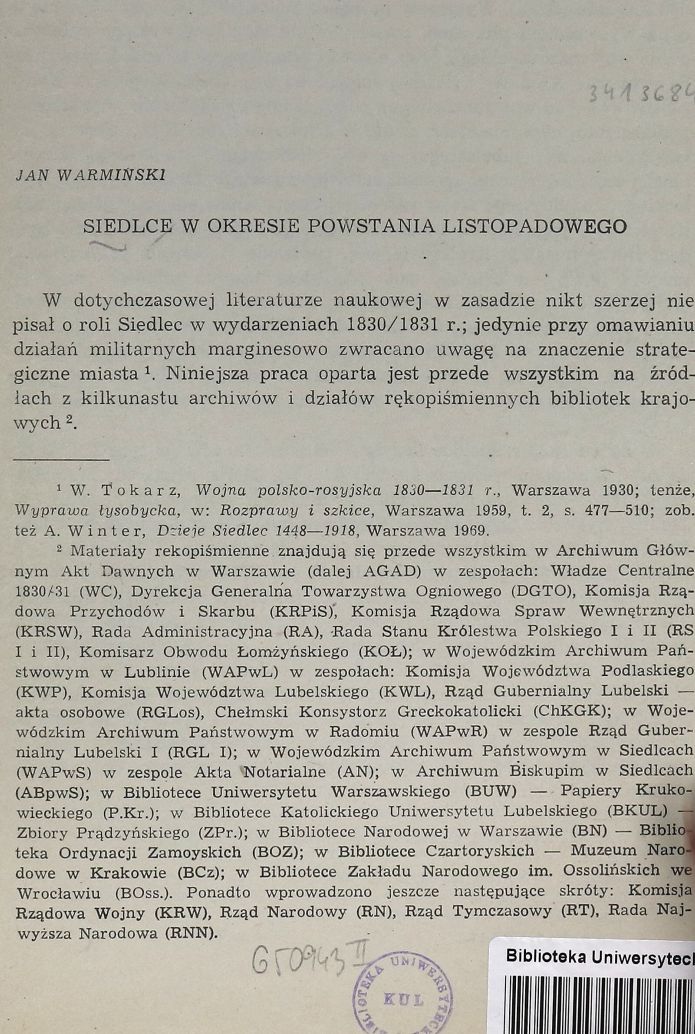 3413684
JAN WARMIŃSKI
SIEDLCE W OKRESIE POWSTANIA LISTOPADOWEGO
W dotychczasowej literaturze naukowej w zasadzie nikt szerzej nie
pisał o roli Siedlec w wydarzeniach 1830/1831 r.; jedynie przy omawianiu
działań militarnych marginesowo zwracano uwagę na znaczenie strate-
giczne miasta ¹. Niniejsza praca oparta jest przede wszystkim na źród-
łach z kilkunastu archiwów i działów rękopiśmiennych bibliotek krajo-
wych ².
¹ W. Tokarz, Wojna polsko-rosyjska 1830—1831 r., Warszawa 1930; tenże,
Wyprawa łysobycka, w: Rozprawy i szkice, Warszawa 1959, t. 2, s. 477—510; zob.
też A. Winter, Dzieje Siedlec 1448—1918, Warszawa 1969.
² Materiały rekopiśmienne znajdują się przede wszystkim w Archiwum Głów-
nym Akt Dawnych w Warszawie (dalej AGAD) w zespołach: Władze Centralne
1830/31 (WC), Dyrekcja Generalna Towarzystwa Ogniowego (DGTO), Komisja Rzą-
dowa Przychodów i Skarbu (KRPiS), Komisja Rządowa Spraw Wewnętrznych
(KRSW), Rada Administracyjna (RA), Rada Stanu Królestwa Polskiego I i II (RS
I i II), Komisarz Obwodu Łomżyńskiego (KOŁ); w Wojewódzkim Archiwum Pań-
stwowym w Lublinie (WAPwL) w zespołach: Komisja Województwa Podlaskiego
(KWP), Komisja Województwa Lubelskiego (KWL), Rząd Gubernialny Lubelski —
akta osobowe (RGLos), Chełmski Konsystorz Greckokatolicki (ChKGK); w Woje-
wódzkim Archiwum Państwowym w Radomiu (WAPwR) w zespole Rząd Guber-
nialny Lubelski I (RGL I); w Wojewódzkim Archiwum Państwowym w Siedlcach
(WAPwS) w zespole Akta Notarialne (AN); w Archiwum Biskupim w Siedlcach
(ABpwS); w Bibliotece Uniwersytetu Warszawskiego (BUW) — Papiery Kruko-
wieckiego (P.Kr.); w Bibliotece Katolickiego Uniwersytetu Lubelskiego (BKUL) —
Zbiory Prądzyńskiego (ZPr.); w Bibliotece Narodowej w Warszawie (BN) — Biblio-
teka Ordynacji Zamoyskich (BOZ); w Bibliotece Czartoryskich — Muzeum Naro-
dowe w Krakowie (BCz); w Bibliotece Zakładu Narodowego im. Ossolińskich we
Wrocławiu (BOss.). Ponadto wprowadzono jeszcze następujące skróty: Komisja
Rządowa Wojny (KRW), Rząd Narodowy (RN), Rząd Tymczasowy (RT), Rada Naj-
wyższa Narodowa (RNN).
650943 II
BIBLIOTEKA UNIWERSYTECK
KUL
Biblioteka Uniwersytec